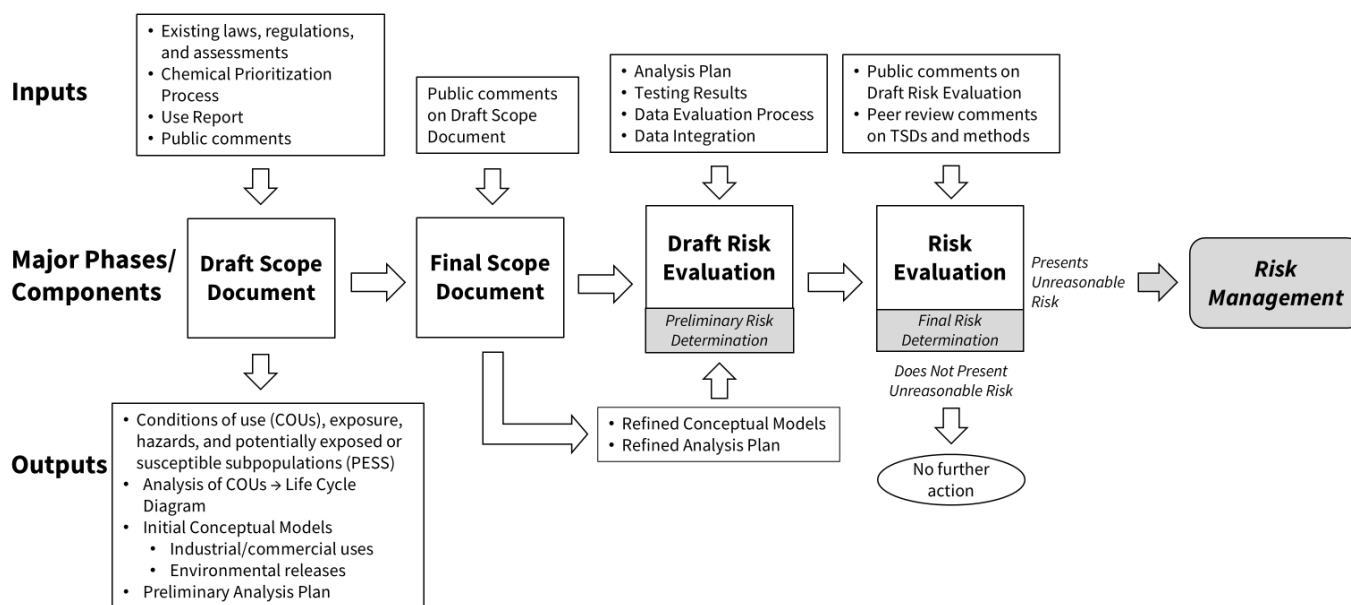 Inputs
• Existing laws, regulations,
and assessments
• Chemical Prioritization
Process
• Use Report
• Public comments
Public comments
on Draft Scope
Document
• Analysis Plan
• Testing Results
• Data Evaluation Process
• Data Integration
• Public comments on
Draft Risk Evaluation
• Peer review comments
on TSDs and methods
Major Phases/
Components
Draft Scope
Document
Final Scope
Document
Draft Risk
Evaluation
Preliminary Risk
Determination
Risk
Evaluation
Final Risk
Determination
Presents
Unreasonable
Risk
Risk
Management
Does Not Present
Unreasonable Risk
No further
action
Outputs
• Conditions of use (COUs), exposure,
hazards, and potentially exposed or
susceptible subpopulations (PESS)
• Analysis of COUs → Life Cycle
Diagram
• Initial Conceptual Models
• Industrial/commercial uses
• Environmental releases
• Preliminary Analysis Plan
• Refined Conceptual Models
• Refined Analysis Plan